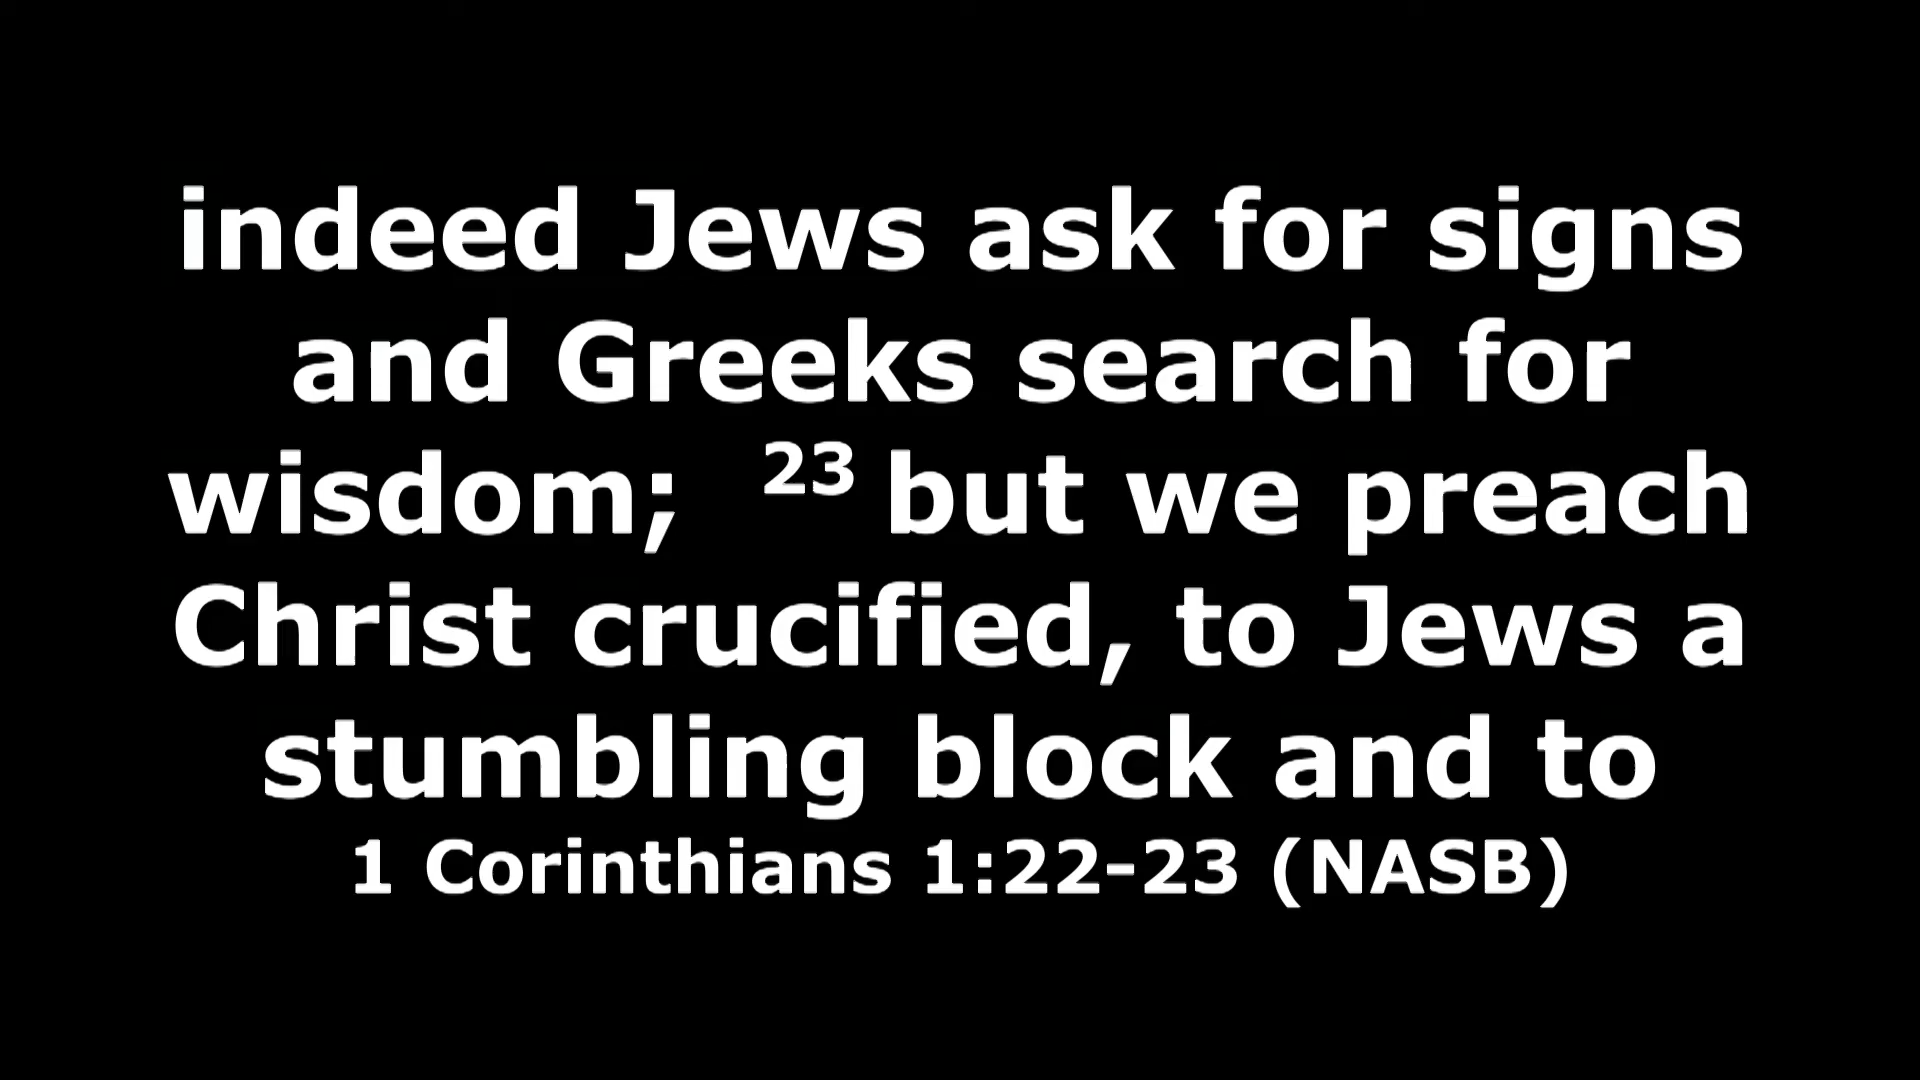 indeed Jews ask for signs
and Greeks search for
wisdom; 23 but we preach
Christ crucified, to Jews a
stumbling block and to
1 Corinthians 1:22-23 (NASB)